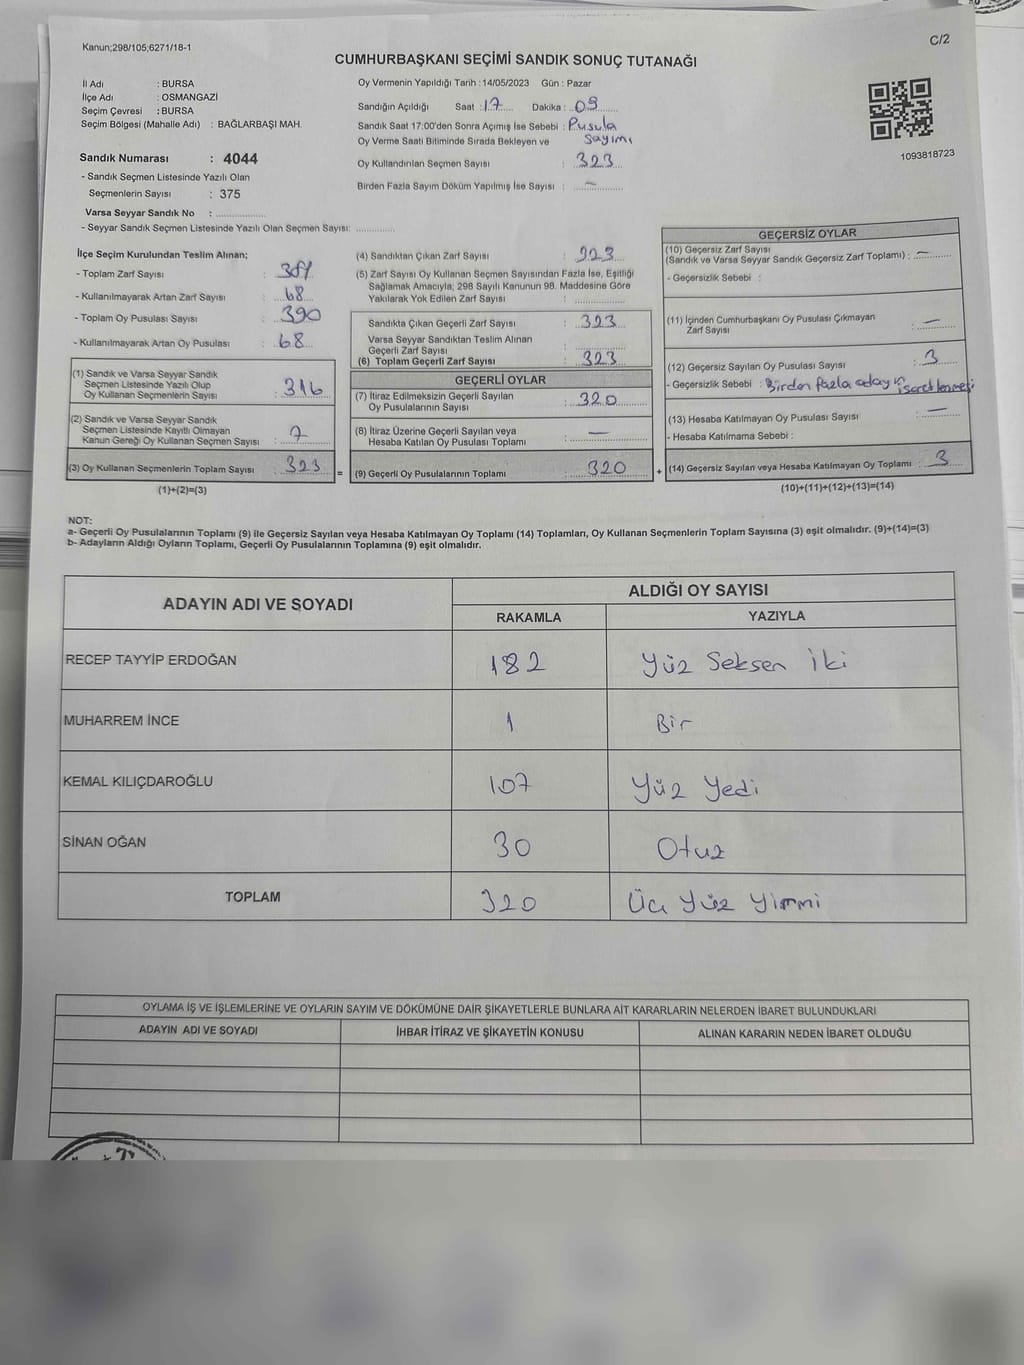 Kanun;298/105;6271/18-1
C/2
CUMHURBAŞKANI SEÇİMİ SANDIK SONUÇ TUTANAĞI
İl Adı : BURSA
İlçe Adı : OSMANGAZİ
Seçim Çevresi : BURSA
Seçim Bölgesi (Mahalle Adı) : BAĞLARBAŞI MAH.
Sandık Numarası : 4044
- Sandık Seçmen Listesinde Yazılı Olan
Seçmenlerin Sayısı : 375
Varsa Seyyar Sandık No : ................
- Seyyar Sandık Seçmen Listesinde Yazılı Olan Seçmen Sayısı: ............
Oy Vermenin Yapıldığı Tarih : 14/05/2023 Gün : Pazar
Sandığın Açıldığı Saat : 17 Dakika : 09
Sandık Saat 17:00'den Sonra Açımış İse Sebebi : Pusula
Sayımı
Oy Verme Saati Bitiminde Sırada Bekleyen ve
Oy Kullandırılan Seçmen Sayısı : 323
Birden Fazla Sayım Döküm Yapılmış İse Sayısı : —
1093818723
İlçe Seçim Kurulundan Teslim Alınan;
- Toplam Zarf Sayısı :
- Kullanılmayarak Artan Zarf Sayısı : 68
- Toplam Oy Pusulası Sayısı : 390
- Kullanılmayarak Artan Oy Pusulası : 68
(1) Sandık ve Varsa Seyyar Sandık
Seçmen Listesinde Yazılı Olup
Oy Kullanan Seçmenlerin Sayısı : 316
(2) Sandık ve Varsa Seyyar Sandık
Seçmen Listesinde Kayıtlı Olmayan
Kanun Gereği Oy Kullanan Seçmen Sayısı : 7
(3) Oy Kullanan Seçmenlerin Toplam Sayısı : 323
(1)+(2)=(3)
(4) Sandıktan Çıkan Zarf Sayısı : 323
(5) Zarf Sayısı Oy Kullanan Seçmen Sayısından Fazla İse, Eşitliği
Sağlamak Amacıyla; 298 Sayılı Kanunun 98. Maddesine Göre
Yakılarak Yok Edilen Zarf Sayısı :
Sandıkta Çıkan Geçerli Zarf Sayısı : 323
Varsa Seyyar Sandıktan Teslim Alınan
Geçerli Zarf Sayısı :
(6) Toplam Geçerli Zarf Sayısı : 323
GEÇERLİ OYLAR
(7) İtiraz Edilmeksizin Geçerli Sayılan
Oy Pusulalarının Sayısı : 320
(8) İtiraz Üzerine Geçerli Sayılan veya
Hesaba Katılan Oy Pusulası Toplamı : —
= (9) Geçerli Oy Pusulalarının Toplamı : 320 +
GEÇERSİZ OYLAR
(10) Geçersiz Zarf Sayısı
(Sandık ve Varsa Seyyar Sandık Geçersiz Zarf Toplamı) : —
- Geçersizlik Sebebi :
(11) İçinden Cumhurbaşkanı Oy Pusulası Çıkmayan
Zarf Sayısı : —
(12) Geçersiz Sayılan Oy Pusulası Sayısı : 3
- Geçersizlik Sebebi : Birden fazla adayın
işaretlenmesi
(13) Hesaba Katılmayan Oy Pusulası Sayısı : —
- Hesaba Katılmama Sebebi :
(14) Geçersiz Sayılan veya Hesaba Katılmayan Oy Toplamı : 3
(10)+(11)+(12)+(13)=(14)
NOT:
a- Geçerli Oy Pusulalarının Toplamı (9) ile Geçersiz Sayılan veya Hesaba Katılmayan Oy Toplamı (14) Toplamları, Oy Kullanan Seçmenlerin Toplam Sayısına (3) eşit olmalıdır. (9)+(14)=(3)
b- Adayların Aldığı Oyların Toplamı, Geçerli Oy Pusulalarının Toplamına (9) eşit olmalıdır.
ADAYIN ADI VE SOYADI ALDIĞI OY SAYISI
RAKAMLA YAZIYLA
RECEP TAYYİP ERDOĞAN 182 Yüz Seksen İki
MUHARREM İNCE 1 Bir
KEMAL KILIÇDAROĞLU 107 Yüz Yedi
SİNAN OĞAN 30 Otuz
TOPLAM 320 Üç Yüz Yirmi
OYLAMA İŞ VE İŞLEMLERİNE VE OYLARIN SAYIM VE DÖKÜMÜNE DAİR ŞİKAYETLERLE BUNLARA AİT KARARLARIN NELERDEN İBARET BULUNDUKLARI
ADAYIN ADI VE SOYADI İHBAR İTİRAZ VE ŞİKAYETİN KONUSU ALINAN KARARIN NEDEN İBARET OLDUĞU